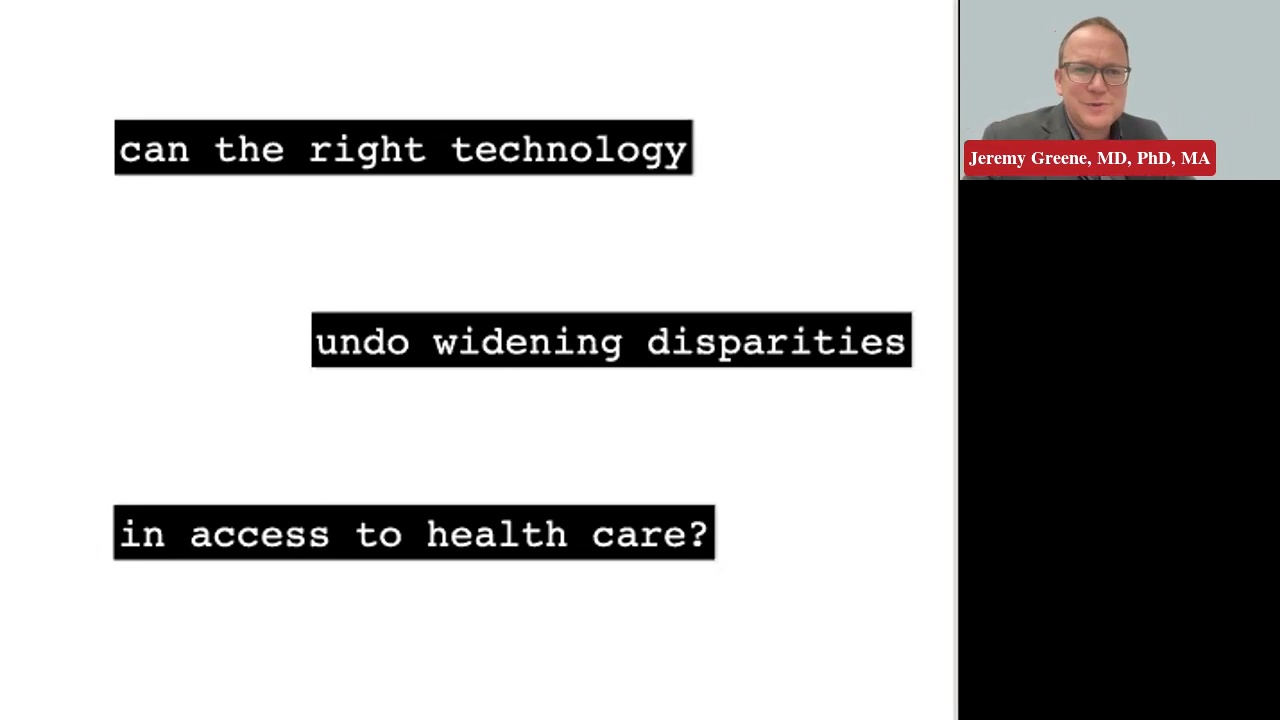 can the right technology
undo widening disparities
in access to health care?
Jeremy Greene, MD, PhD, MA